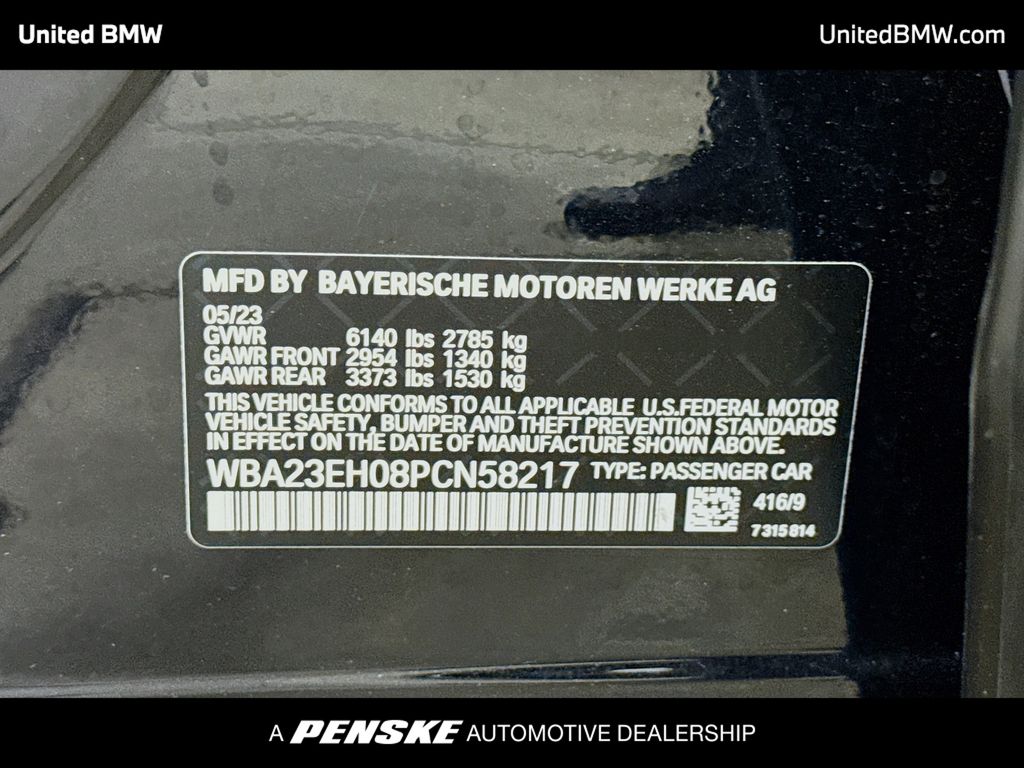 United BMW
UnitedBMW.com
MFD BY BAYERISCHE MOTOREN WERKE AG
05/23
GVWR 6140 lbs 2785 kg
GAWR FRONT 2954 lbs 1340 kg
GAWR REAR 3373 lbs 1530 kg
THIS VEHICLE CONFORMS TO ALL APPLICABLE U.S.FEDERAL MOTOR
VEHICLE SAFETY, BUMPER AND THEFT PREVENTION STANDARDS
IN EFFECT ON THE DATE OF MANUFACTURE SHOWN ABOVE.
WBA23EH08PCN58217 TYPE: PASSENGER CAR
416/9
7315814
A PENSKE AUTOMOTIVE DEALERSHIP